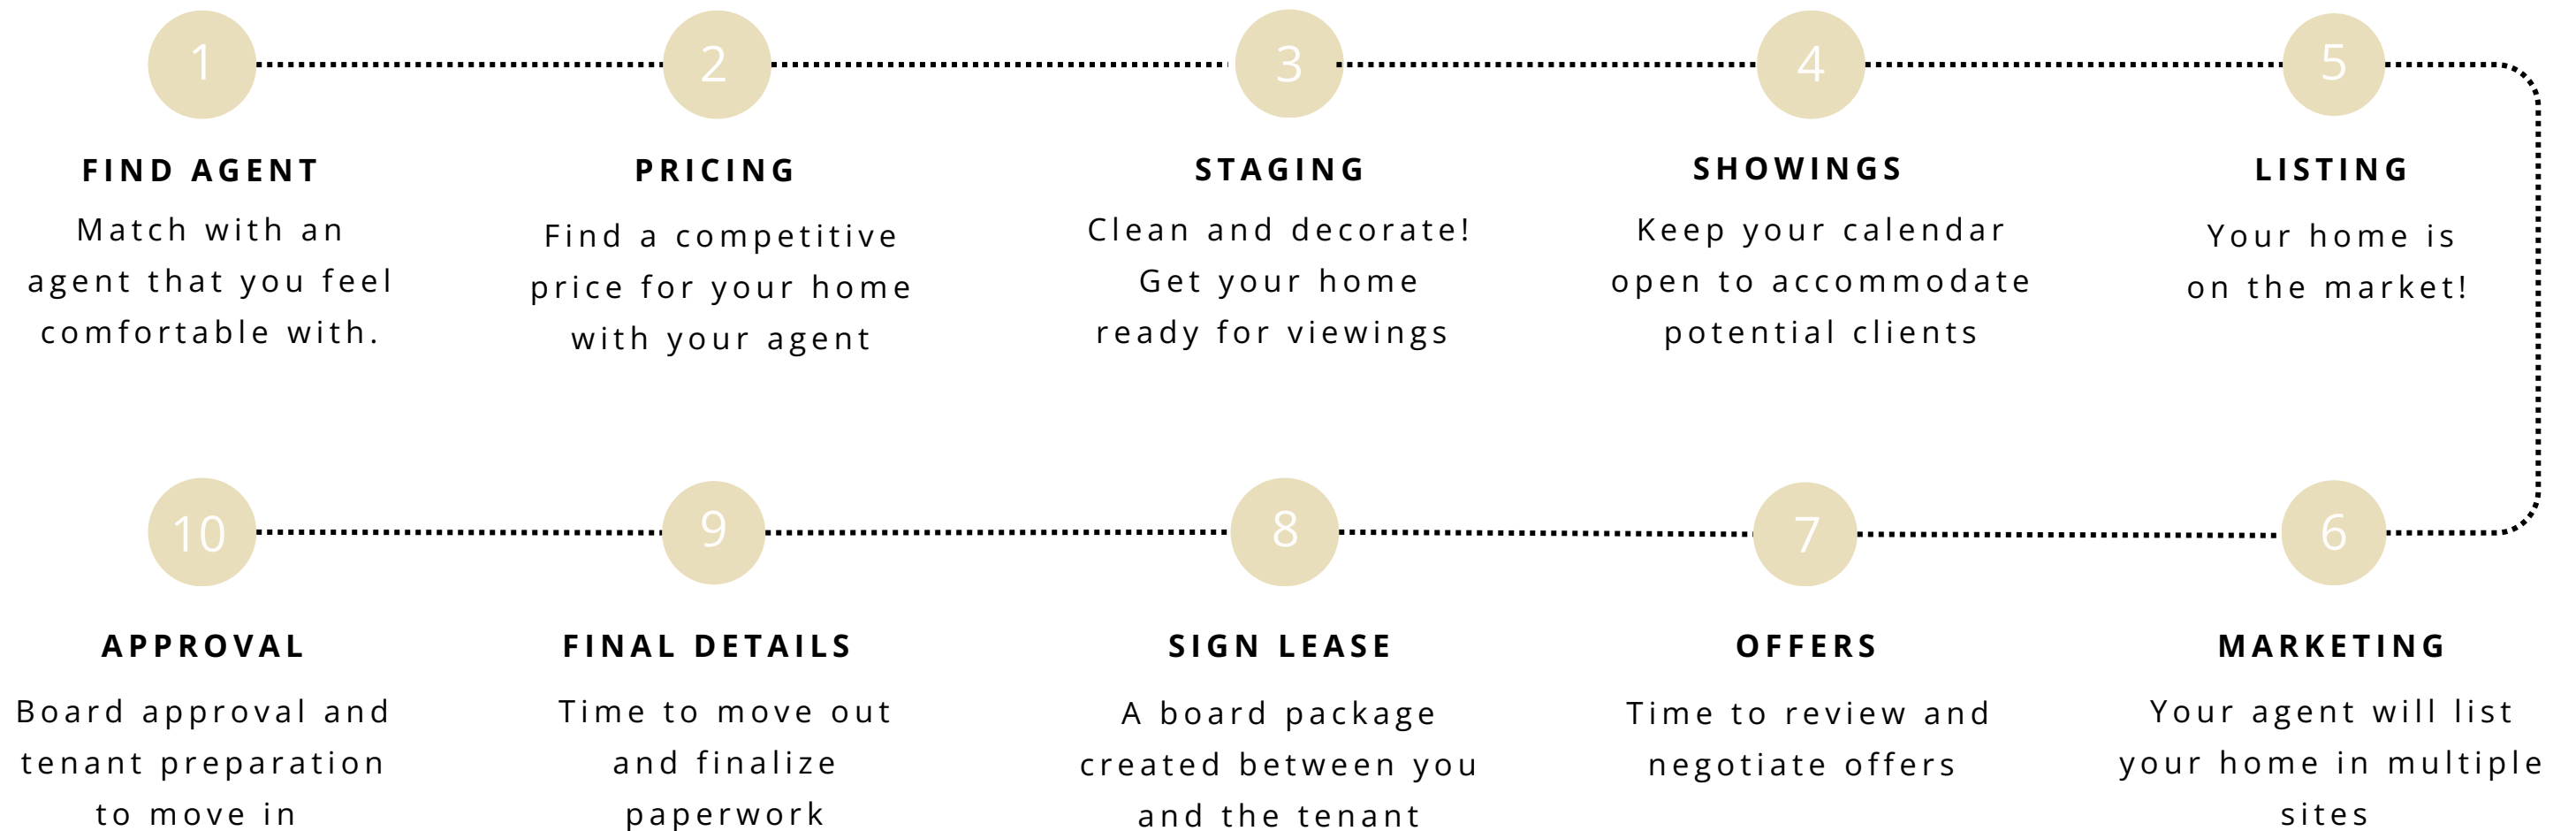 1
FIND AGENT
Match with an
agent that you feel
comfortable with.
2
PRICING
Find a competitive
price for your home
with your agent
3
STAGING
Clean and decorate!
Get your home
ready for viewings
4
SHOWINGS
Keep your calendar
open to accommodate
potential clients
5
LISTING
Your home is
on the market!
6
MARKETING
Your agent will list
your home in multiple
sites
7
OFFERS
Time to review and
negotiate offers
8
SIGN LEASE
A board package
created between you
and the tenant
9
FINAL DETAILS
Time to move out
and finalize
paperwork
10
APPROVAL
Board approval and
tenant preparation
to move in